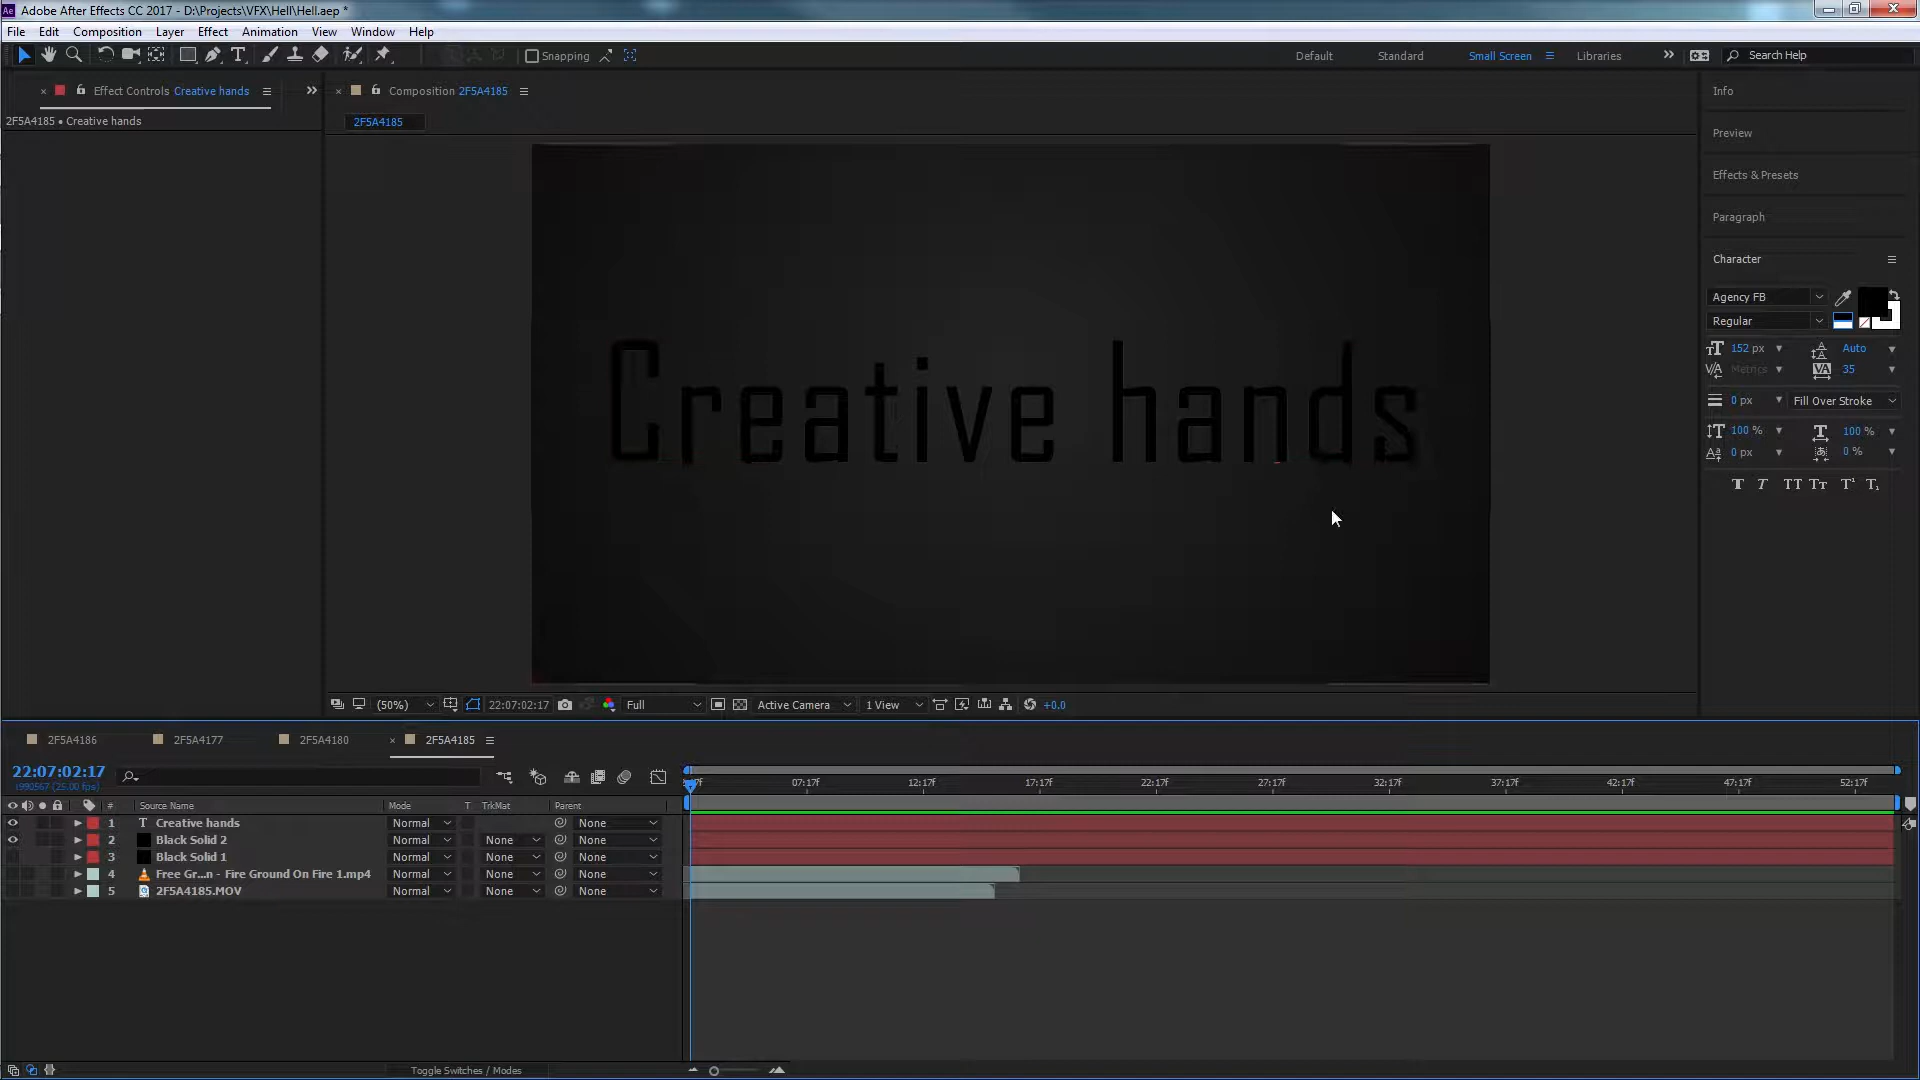 Adobe After Effects CC 2017 - D:\Projects\VFX\Hell\Hell.aep *
File Edit Composition Layer Effect Animation View Window Help
Snapping
Default Standard Small Screen Libraries
Search Help
Effect Controls Creative hands
2F5A4185 • Creative hands
Composition 2F5A4185
2F5A4185
Creative hands
Info
Preview
Effects & Presets
Paragraph
Character
Agency FB
Regular
152 px Auto
Metrics 35
0 px Fill Over Stroke
100 % 100 %
0 px 0 %
(50%) 22:07:02:17 Full Active Camera 1 View +0.0
2F5A4186 2F5A4177 2F5A4180 2F5A4185
22:07:02:17
1990567 (25.00 fps)
07:17f 12:17f 17:17f 22:17f 27:17f 32:17f 37:17f 42:17f 47:17f 52:17f
# Source Name Mode T TrkMat Parent
1 T Creative hands Normal None
2 Black Solid 2 Normal None None
3 Black Solid 1 Normal None None
4 Free Gr...n - Fire Ground On Fire 1.mp4 Normal None None
5 2F5A4185.MOV Normal None None
Toggle Switches / Modes